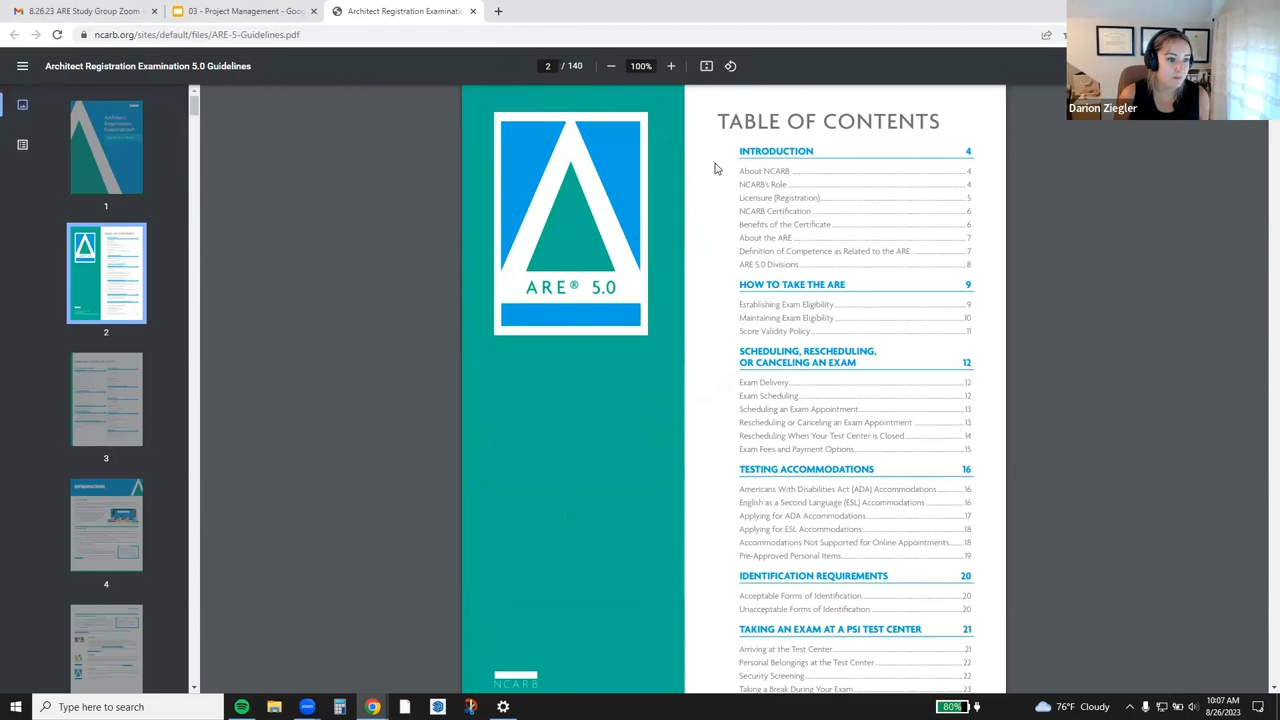 8.26.23 ARE Study Group Zoom
03 - Project Management - Goo
Architect Registration Examinatio
ncarb.org/sites/default/files/ARE-5-Guidelines.pdf
Architect Registration Examination 5.0 Guidelines
2 / 140
100%
Darion Ziegler
1
2
3
4
ARE® 5.0
NCARB
TABLE OF CONTENTS
INTRODUCTION 4
About NCARB 4
NCARB's Role 4
Licensure (Registration) 5
NCARB Certification 6
Benefits of the Certificate 6
About the ARE 7
Definition of Competence as Related to the ARE 7
ARE 5.0 Divisions 8
HOW TO TAKE THE ARE 9
Establishing Exam Eligibility 9
Maintaining Exam Eligibility 10
Score Validity Policy 11
SCHEDULING, RESCHEDULING,
OR CANCELING AN EXAM 12
Exam Delivery 12
Exam Scheduling 12
Scheduling an Exam Appointment 13
Rescheduling or Canceling an Exam Appointment 13
Rescheduling When Your Test Center is Closed 14
Exam Fees and Payment Options 15
TESTING ACCOMMODATIONS 16
Americans With Disabilities Act (ADA) Accommodations 16
English as a Second Language (ESL) Accommodations 16
Applying for ADA Accommodations 17
Applying for ESL Accommodations 18
Accommodations Not Supported for Online Appointments 18
Pre-Approved Personal Items 19
IDENTIFICATION REQUIREMENTS 20
Acceptable Forms of Identification 20
Unacceptable Forms of Identification 20
TAKING AN EXAM AT A PSI TEST CENTER 21
Arriving at the Test Center 21
Personal Belongings at the Test Center 22
Security Screening 22
Taking a Break During Your Exam 23
Type here to search
80%
76°F Cloudy
10:07 AM
8/26/2023